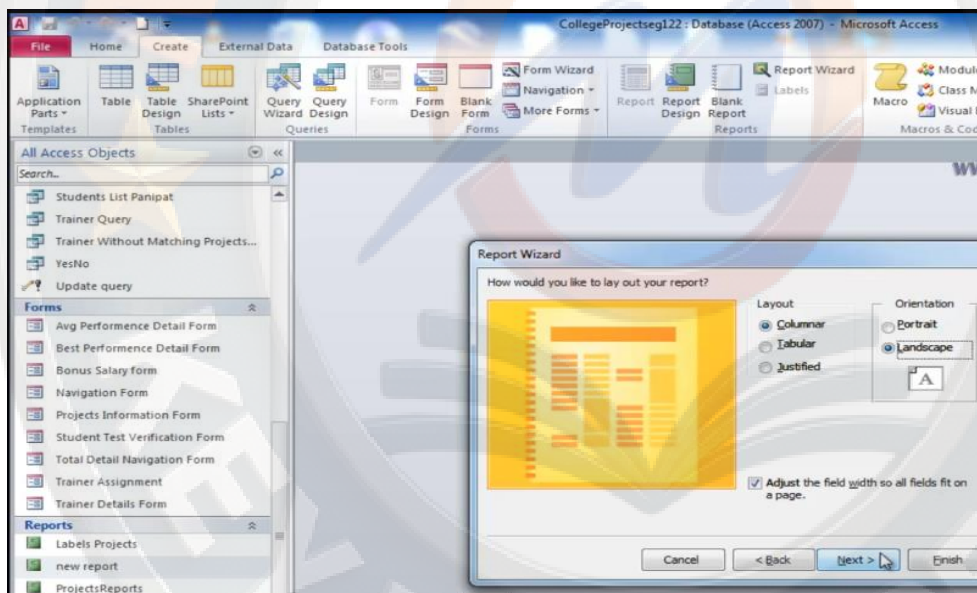 CollegeProjectseg122 : Database (Access 2007) - Microsoft Access
File Home Create External Data Database Tools
Application Parts Table Table Design SharePoint Lists Query Wizard Query Design Form Form Design Blank Form Form Wizard Navigation More Forms Report Report Design Blank Report Report Wizard Labels Macro Module Class M Visual
Templates Tables Queries Forms Reports Macros & Cod
All Access Objects
Search...
Students List Panipat
Trainer Query
Trainer Without Matching Projects...
YesNo
Update query
Forms
Avg Performence Detail Form
Best Performence Detail Form
Bonus Salary form
Navigation Form
Projects Information Form
Student Test Verification Form
Total Detail Navigation Form
Trainer Assignment
Trainer Details Form
Reports
Labels Projects
new report
ProjectsReports
Report Wizard
How would you like to lay out your report?
Layout
Columnar
Tabular
Justified
Orientation
Portrait
Landscape
A
Adjust the field width so all fields fit on
a page.
Cancel < Back Next > Finish